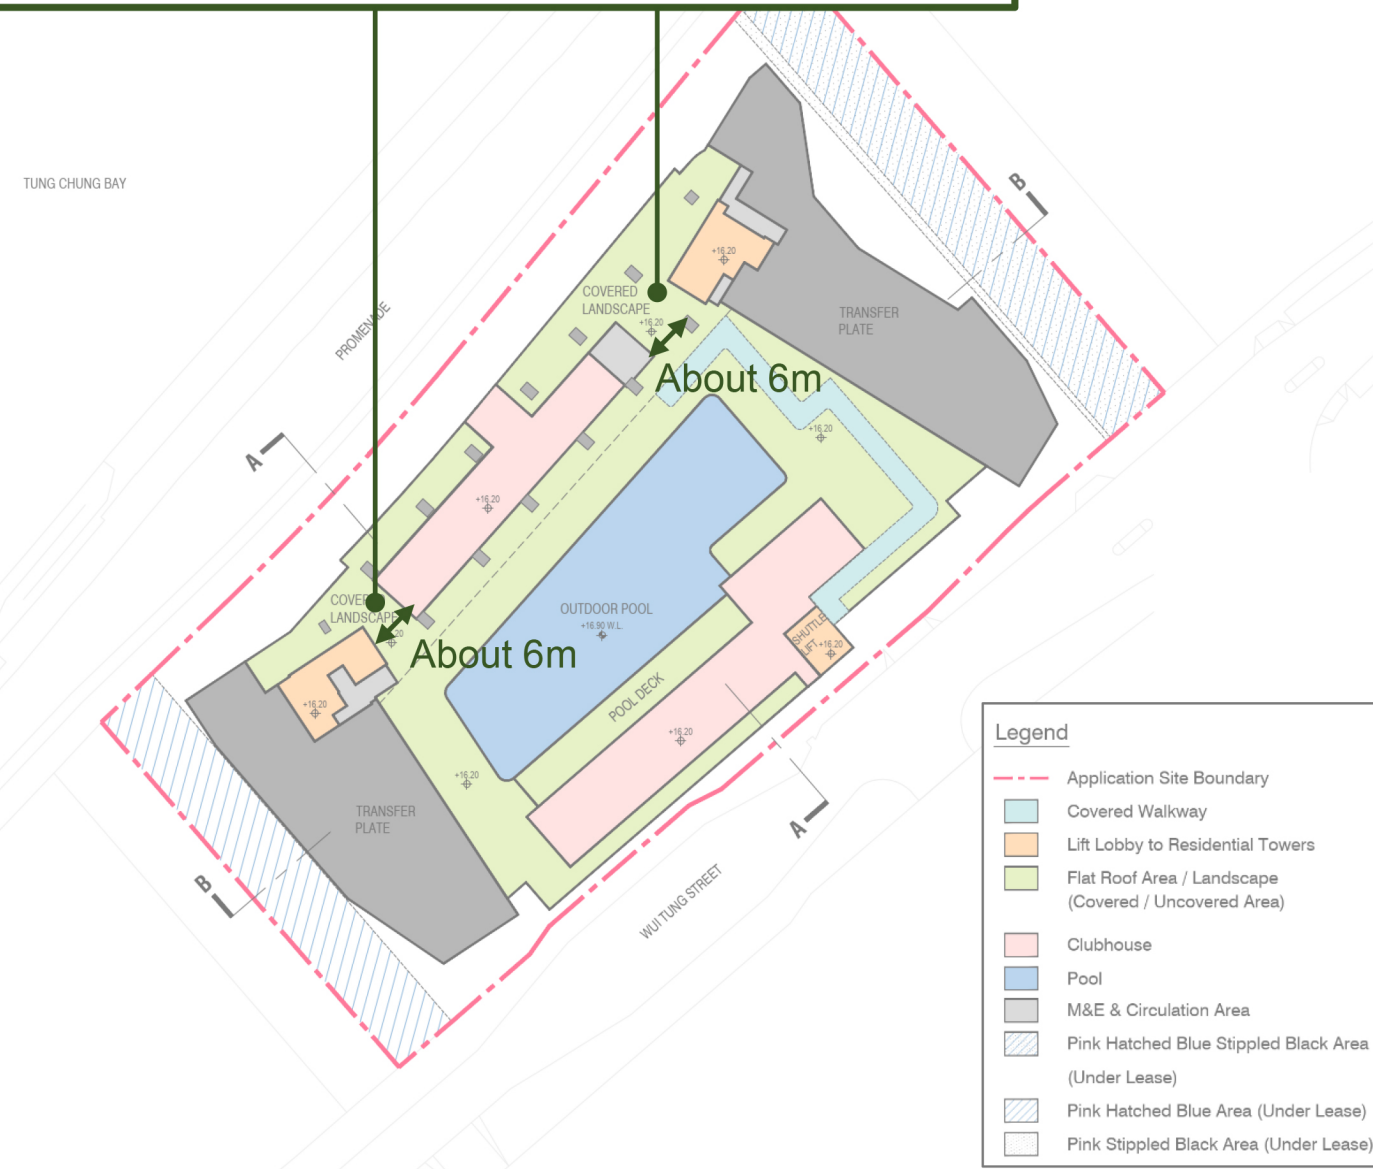 TUNG CHUNG BAY
PROMENADE
B
+16.20
COVERED
LANDSCAPE
+16.20
TRANSFER
PLATE
About 6m
+16.20
A
+16.20
COVERED
LANDSCAPE
About 6m
OUTDOOR POOL
+16.90 W.L.
SHUTTLE
LIFT
+16.20
POOL DECK
+16.20
+16.20
+16.20
TRANSFER
PLATE
A
B
WUI TUNG STREET
Legend
Application Site Boundary
Covered Walkway
Lift Lobby to Residential Towers
Flat Roof Area / Landscape
(Covered / Uncovered Area)
Clubhouse
Pool
M&E & Circulation Area
Pink Hatched Blue Stippled Black Area
(Under Lease)
Pink Hatched Blue Area (Under Lease)
Pink Stippled Black Area (Under Lease)